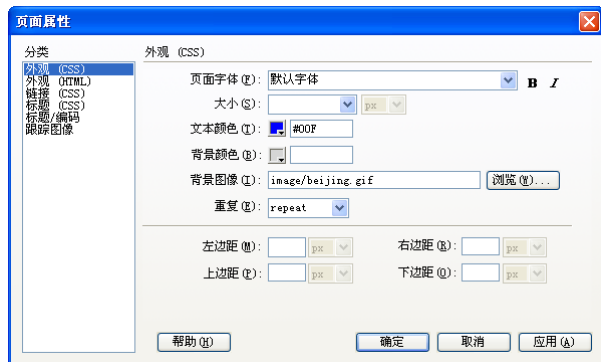 页面属性
分类
外观 (CSS)
外观 (HTML)
链接 (CSS)
标题 (CSS)
标题/编码
跟踪图像
外观 (CSS)
页面字体(F): 默认字体 B I
大小(S): px
文本颜色(T): #00F
背景颜色(B):
背景图像(I): image/beijing.gif 浏览(W)...
重复(E): repeat
左边距(M): px 右边距(R): px
上边距(P): px 下边距(O): px
帮助(H) 确定 取消 应用(A)